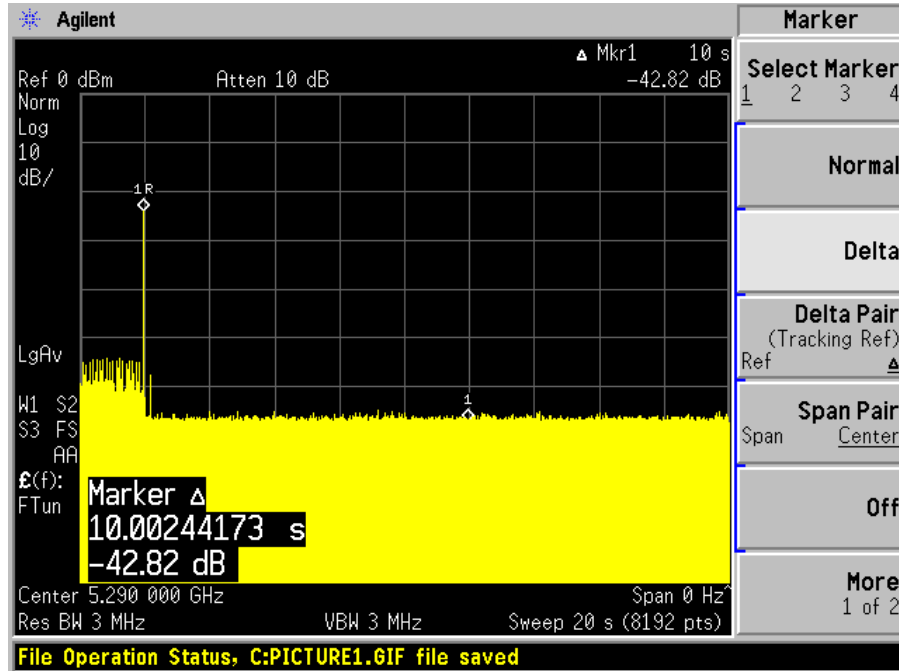 Agilent
Marker
Δ Mkr1 10 s
Ref 0 dBm Atten 10 dB -42.82 dB
Norm
Log
10
dB/
1R
LgAv
1
W1 S2
S3 FS
AA
£(f):
FTun
Marker Δ
10.00244173 s
-42.82 dB
Center 5.290 000 GHz Span 0 Hz^
Res BW 3 MHz VBW 3 MHz Sweep 20 s (8192 pts)
File Operation Status, C:PICTURE1.GIF file saved
Select Marker
1 2 3 4
Normal
Delta
Delta Pair
(Tracking Ref)
Ref Δ
Span Pair
Span Center
Off
More
1 of 2